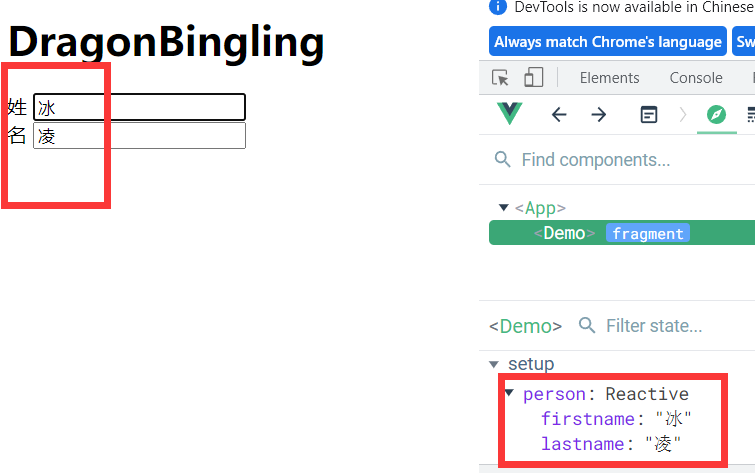 DragonBingling
姓 冰
名 凌
DevTools is now available in Chinese
Always match Chrome's language
Sw
Elements
Console
Find components...
<App>
<Demo> fragment
<Demo> Filter state...
setup
person: Reactive
firstname: "冰"
lastname: "凌"